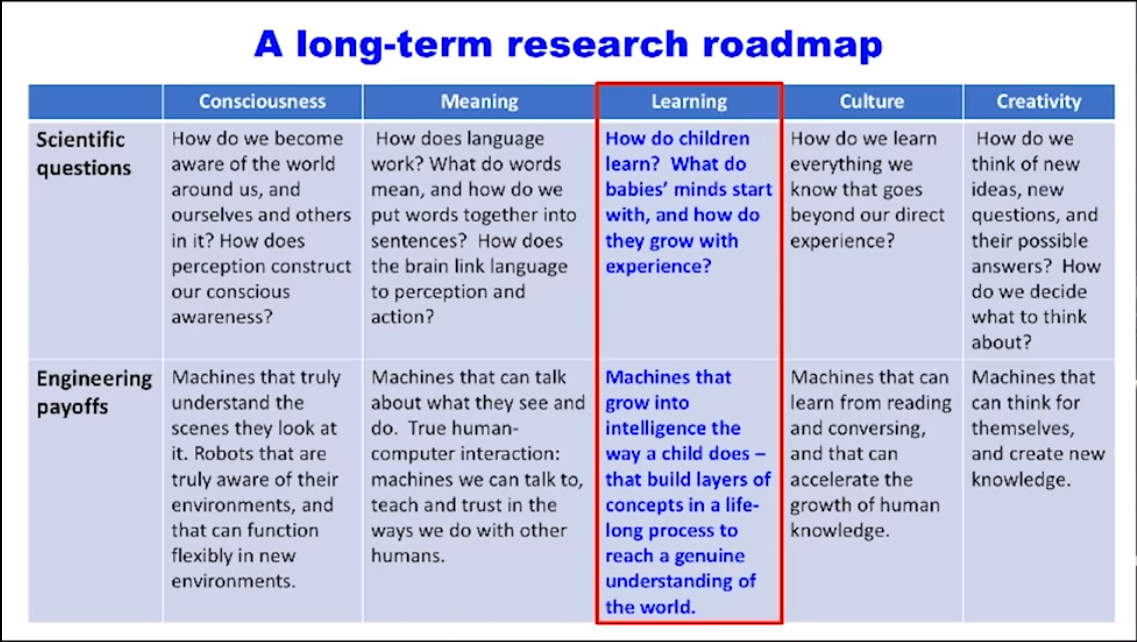 A long-term research roadmap
Consciousness
Meaning
Learning
Culture
Creativity
Scientific
questions
How do we become
aware of the world
around us, and
ourselves and others
in it? How does
perception construct
our conscious
awareness?
How does language
work? What do words
mean, and how do we
put words together into
sentences? How does
the brain link language
to perception and
action?
How do children
learn? What do
babies' minds start
with, and how do
they grow with
experience?
How do we learn
everything we
know that goes
beyond our direct
experience?
How do we
think of new
ideas, new
questions, and
their possible
answers? How
do we decide
what to think
about?
Engineering
payoffs
Machines that truly
understand the
scenes they look at
it. Robots that are
truly aware of their
environments, and
that can function
flexibly in new
environments.
Machines that can talk
about what they see and
do. True human-
computer interaction:
machines we can talk to,
teach and trust in the
ways we do with other
humans.
Machines that
grow into
intelligence the
way a child does –
that build layers of
concepts in a life-
long process to
reach a genuine
understanding of
the world.
Machines that can
learn from reading
and conversing,
and that can
accelerate the
growth of human
knowledge.
Machines that
can think for
themselves,
and create new
knowledge.